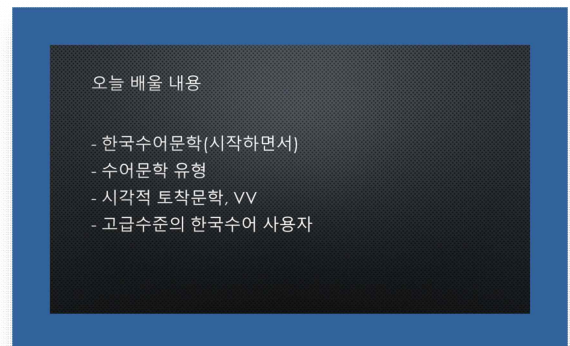 오늘 배울 내용
- 한국수어문학(시작하면서)
- 수어문학 유형
- 시각적 토착문학, VV
- 고급수준의 한국수어 사용자